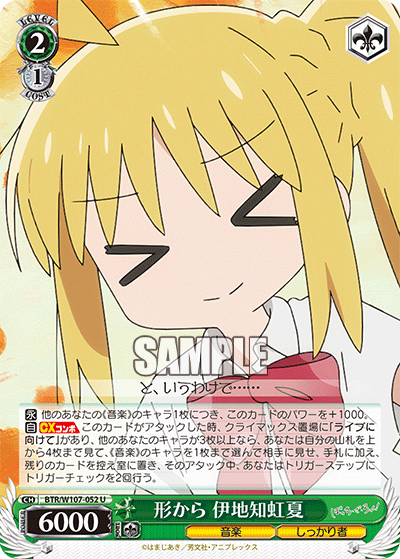 LEVEL
2
1
COST
SAMPLE
と、いうわけで……
永 他のあなたの《音楽》のキャラ1枚につき、このカードのパワーを＋1000。
自 CXコンボ このカードがアタックした時、クライマックス置場に「ライブに
向けて」があり、他のあなたのキャラが3枚以上なら、あなたは自分の山札を上
から4枚まで見て、《音楽》のキャラを1枚まで選んで相手に見せ、手札に加え、
残りのカードを控え室に置き、そのアタック中、あなたはトリガーステップに
トリガーチェックを2回行う。
CH BTR/W107-052 U
6000
形から 伊地知虹夏
ぼっち・ざ・ろっく！
音楽
しっかり者
©はまじあき／芳文社・アニプレックス